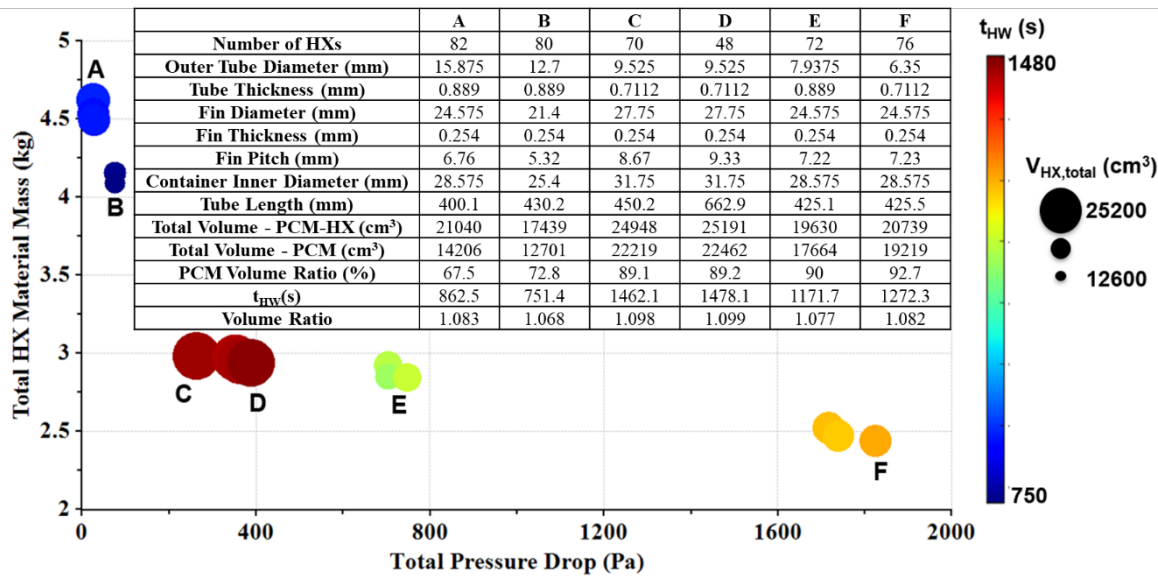 A B C D E F
Number of HXs 82 80 70 48 72 76
Outer Tube Diameter (mm) 15.875 12.7 9.525 9.525 7.9375 6.35
Tube Thickness (mm) 0.889 0.889 0.7112 0.7112 0.889 0.7112
Fin Diameter (mm) 24.575 21.4 27.75 27.75 24.575 24.575
Fin Thickness (mm) 0.254 0.254 0.254 0.254 0.254 0.254
Fin Pitch (mm) 6.76 5.32 8.67 9.33 7.22 7.23
Container Inner Diameter (mm) 28.575 25.4 31.75 31.75 28.575 28.575
Tube Length (mm) 400.1 430.2 450.2 662.9 425.1 425.5
Total Volume - PCM-HX (cm³) 21040 17439 24948 25191 19630 20739
Total Volume - PCM (cm³) 14206 12701 22219 22462 17664 19219
PCM Volume Ratio (%) 67.5 72.8 89.1 89.2 90 92.7
tHW(s) 862.5 751.4 1462.1 1478.1 1171.7 1272.3
Volume Ratio 1.083 1.068 1.098 1.099 1.077 1.082
Total HX Material Mass (kg)
5
4.5
4
3.5
3
2.5
2
A
B
C
D
E
F
0 400 800 1200 1600 2000
Total Pressure Drop (Pa)
tHW (s)
1480
750
VHX,total (cm³)
25200
12600